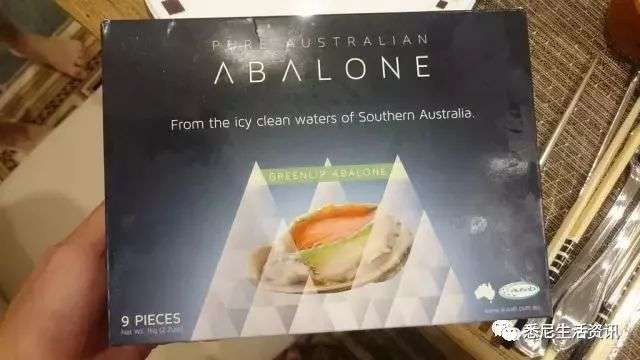 PURE AUSTRALIAN
ABALONE
From the icy clean waters of Southern Australia.
GREENLIP ABALONE
9 PIECES
悉尼生活资讯